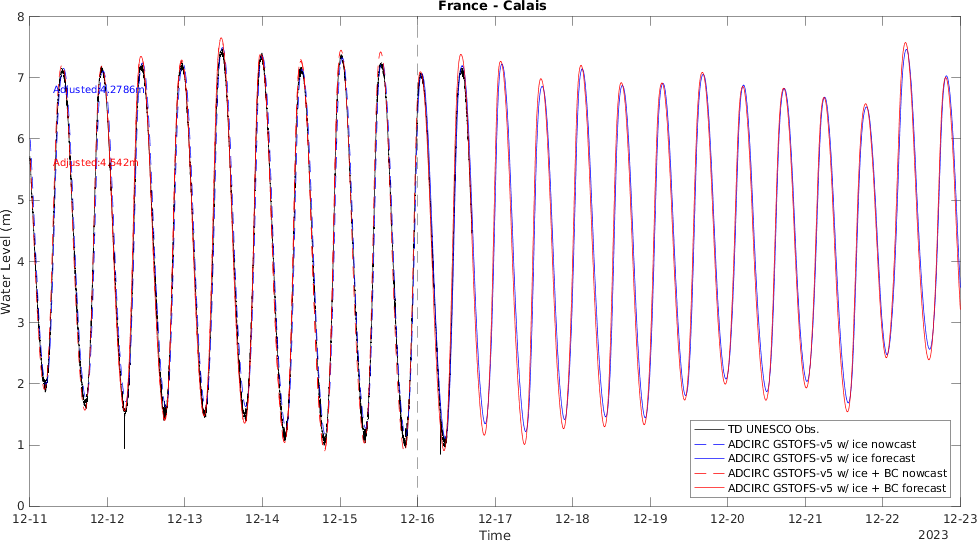 France - Calais
8
7
6
5
4
3
2
1
0
Water Level (m)
Adjusted:4.2786m
Adjusted:4.542m
TD UNESCO Obs.
ADCIRC GSTOFS-v5 w/ ice nowcast
ADCIRC GSTOFS-v5 w/ ice forecast
ADCIRC GSTOFS-v5 w/ ice + BC nowcast
ADCIRC GSTOFS-v5 w/ ice + BC forecast
12-11 12-12 12-13 12-14 12-15 12-16 12-17 12-18 12-19 12-20 12-21 12-22 12-23
Time
2023